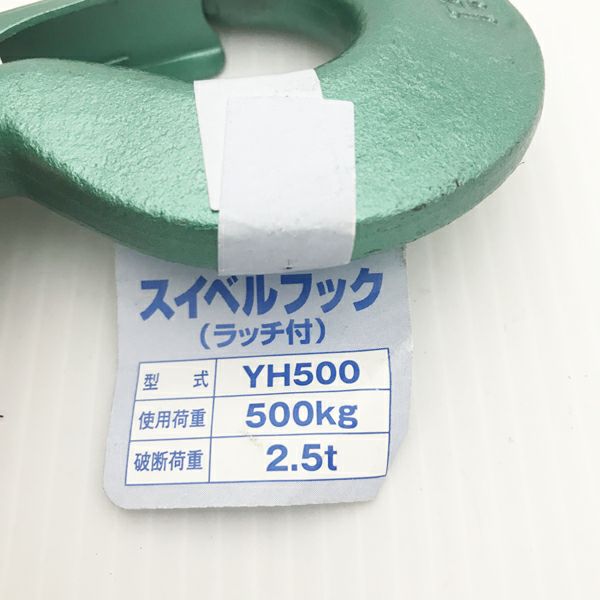 スイベルフック
(ラッチ付)
型 式 YH500
使用荷重 500kg
破断荷重 2.5t